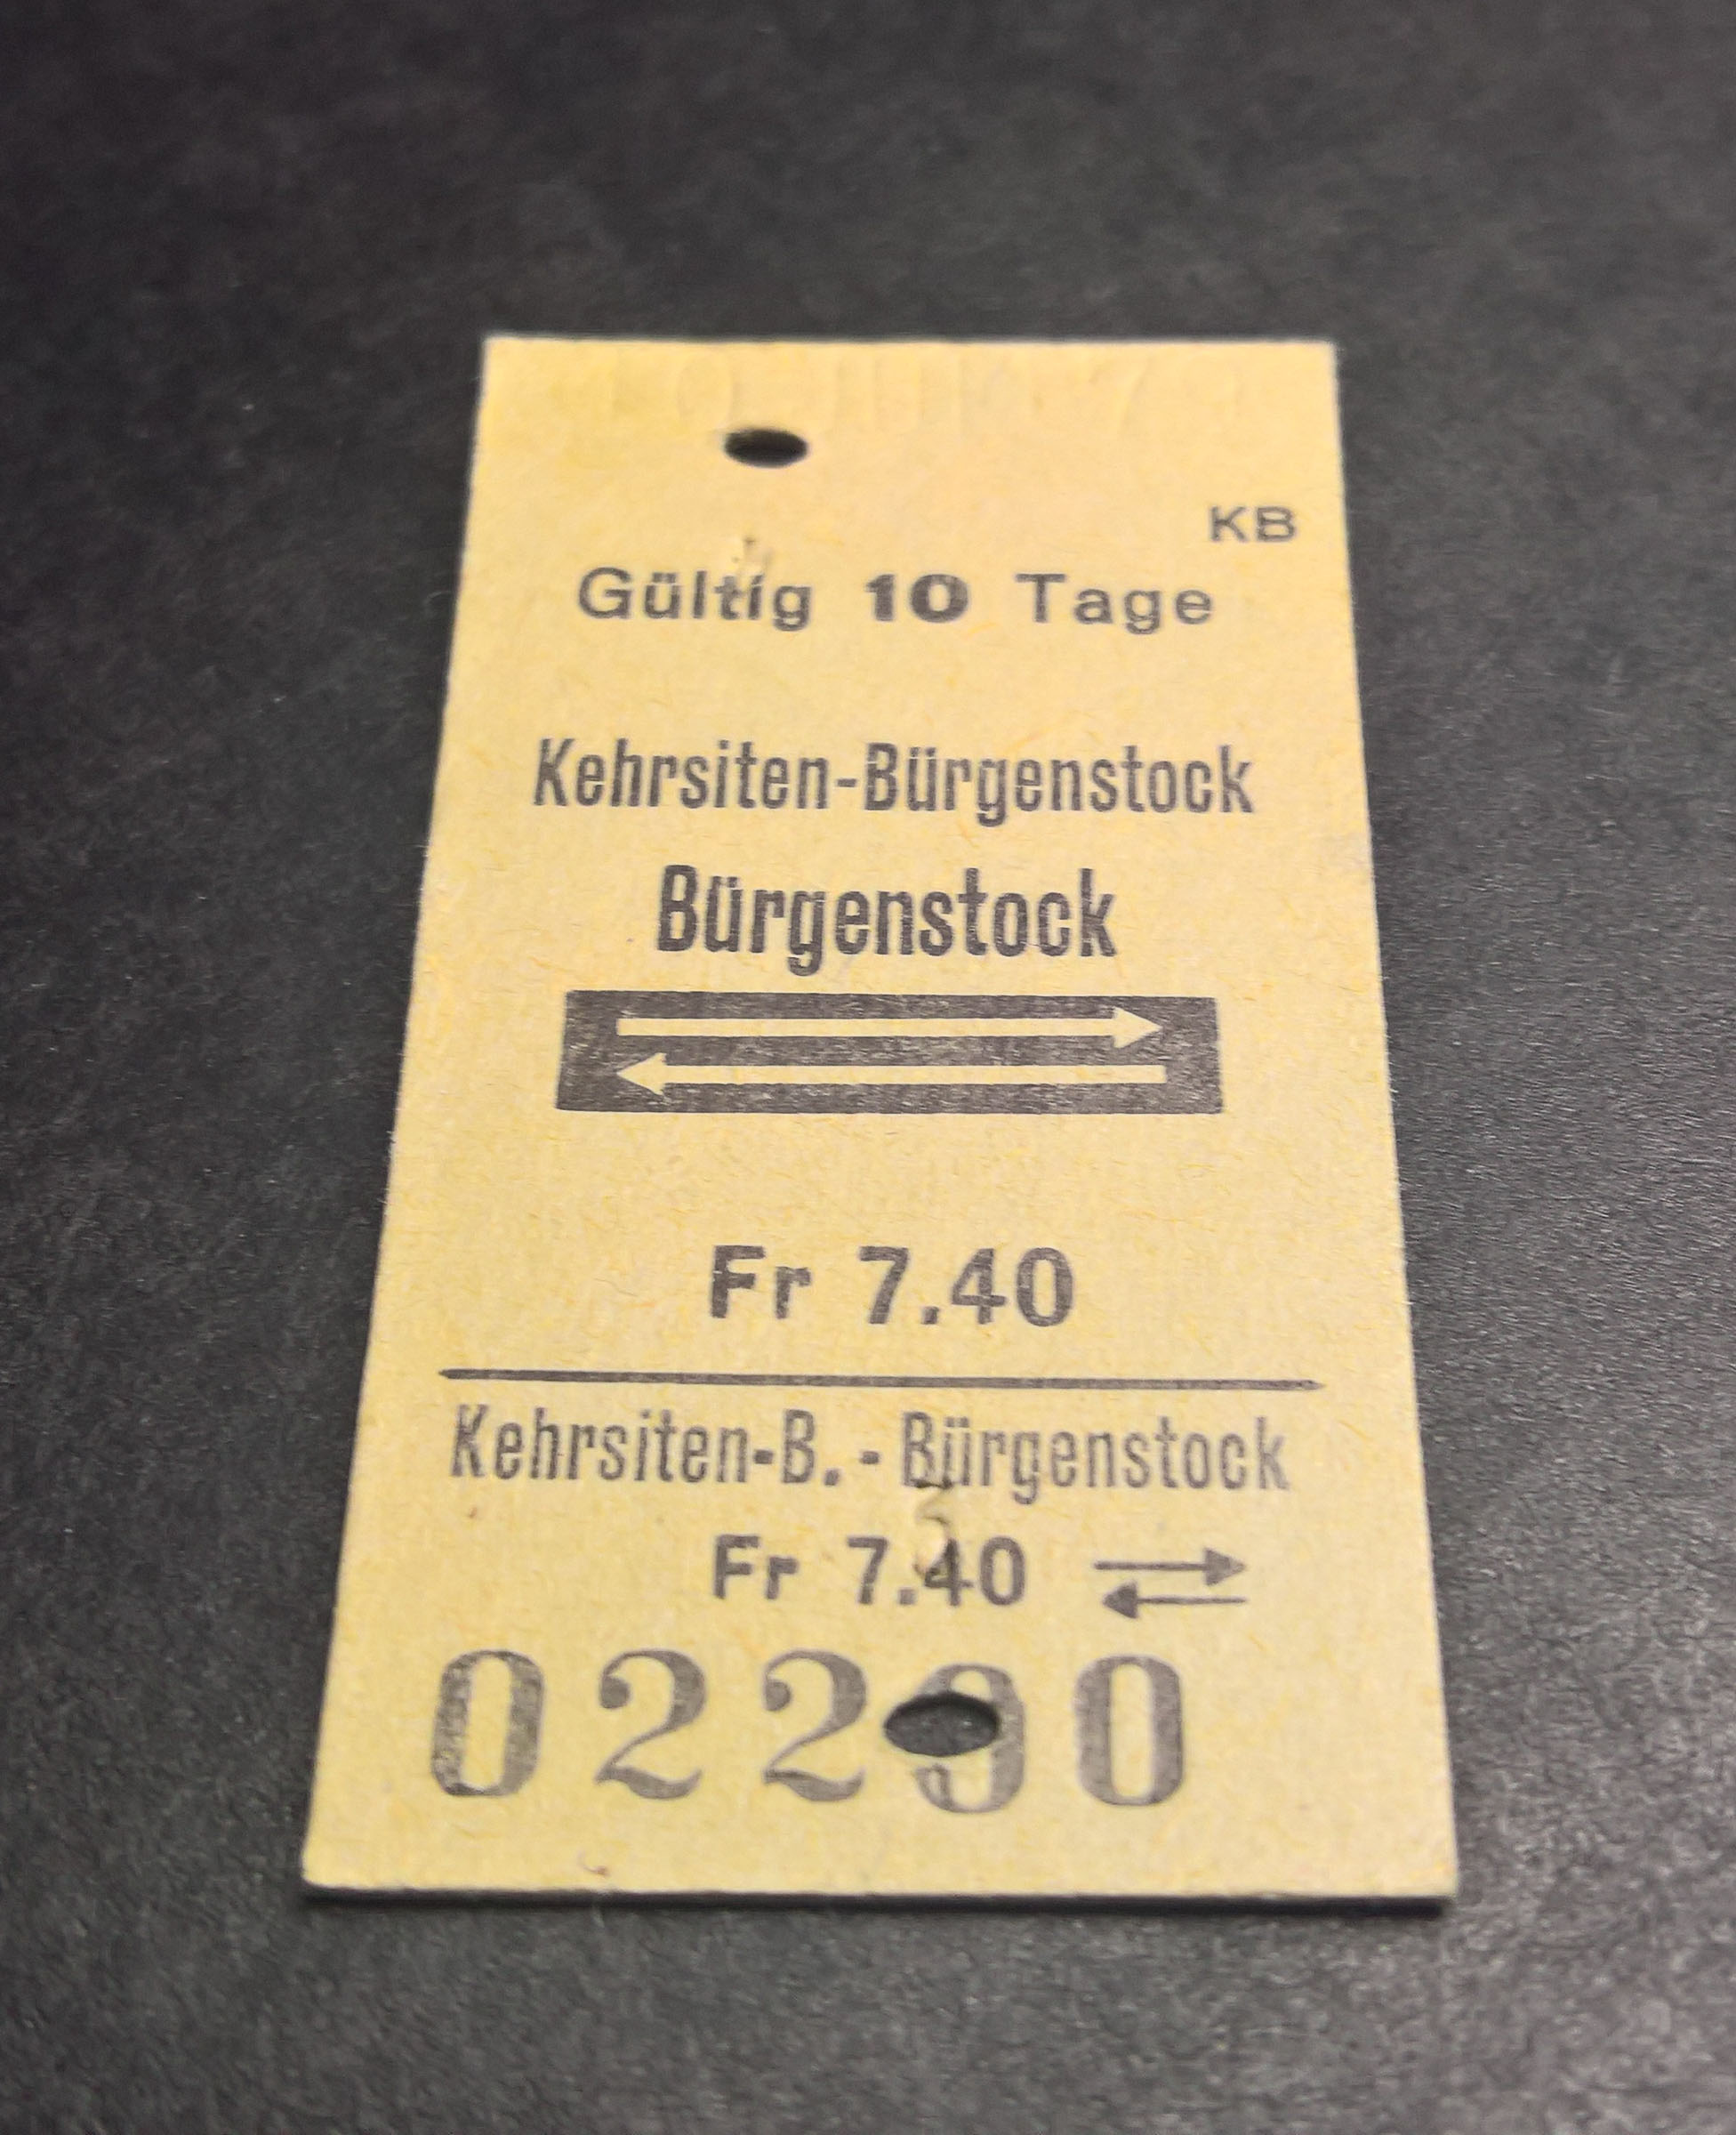 KB
Gültig 10 Tage
Kehrsiten-Bürgenstock
Bürgenstock
Fr 7.40
Kehrsiten-B. - Bürgenstock
Fr 7.40
02290